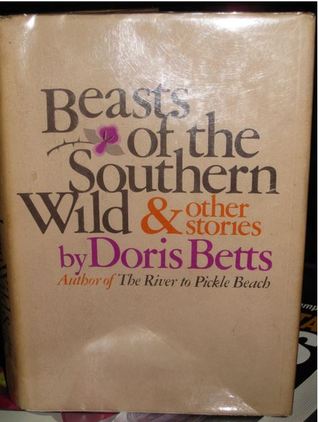 Beasts
of the
Southern
Wild & other
stories
by Doris Betts
Author of The River to Pickle Beach